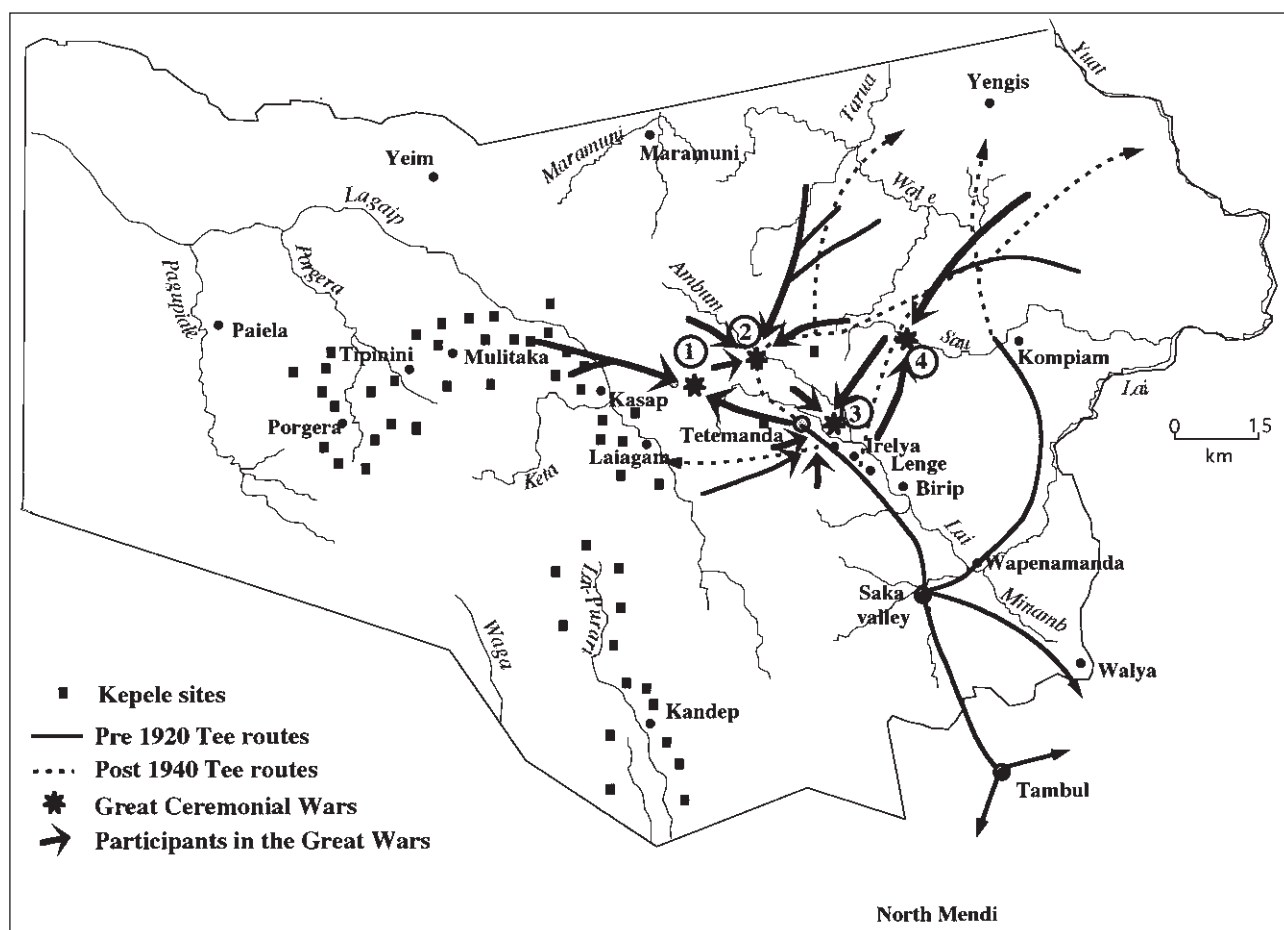 Yuat
Yengis
Tarua
Maramuni
Maramuni
Yeim
Wale
Lagaip
Porgera
Pagupiale
Ambum
Paiela
Tipinini
Mulitaka
1
2
Sau
Kompiam
4
Lai
Kasap
3
Porgera
Tetemanda
Irelya
0 15
km
Laiagam
Lenge
Keta
Birip
Lai
Wapenamanda
Saka
valley
Minamb
Tai-Purari
Waga
Walya
Kandep
Tambul
Kepele sites
Pre 1920 Tee routes
Post 1940 Tee routes
Great Ceremonial Wars
Participants in the Great Wars
North Mendi